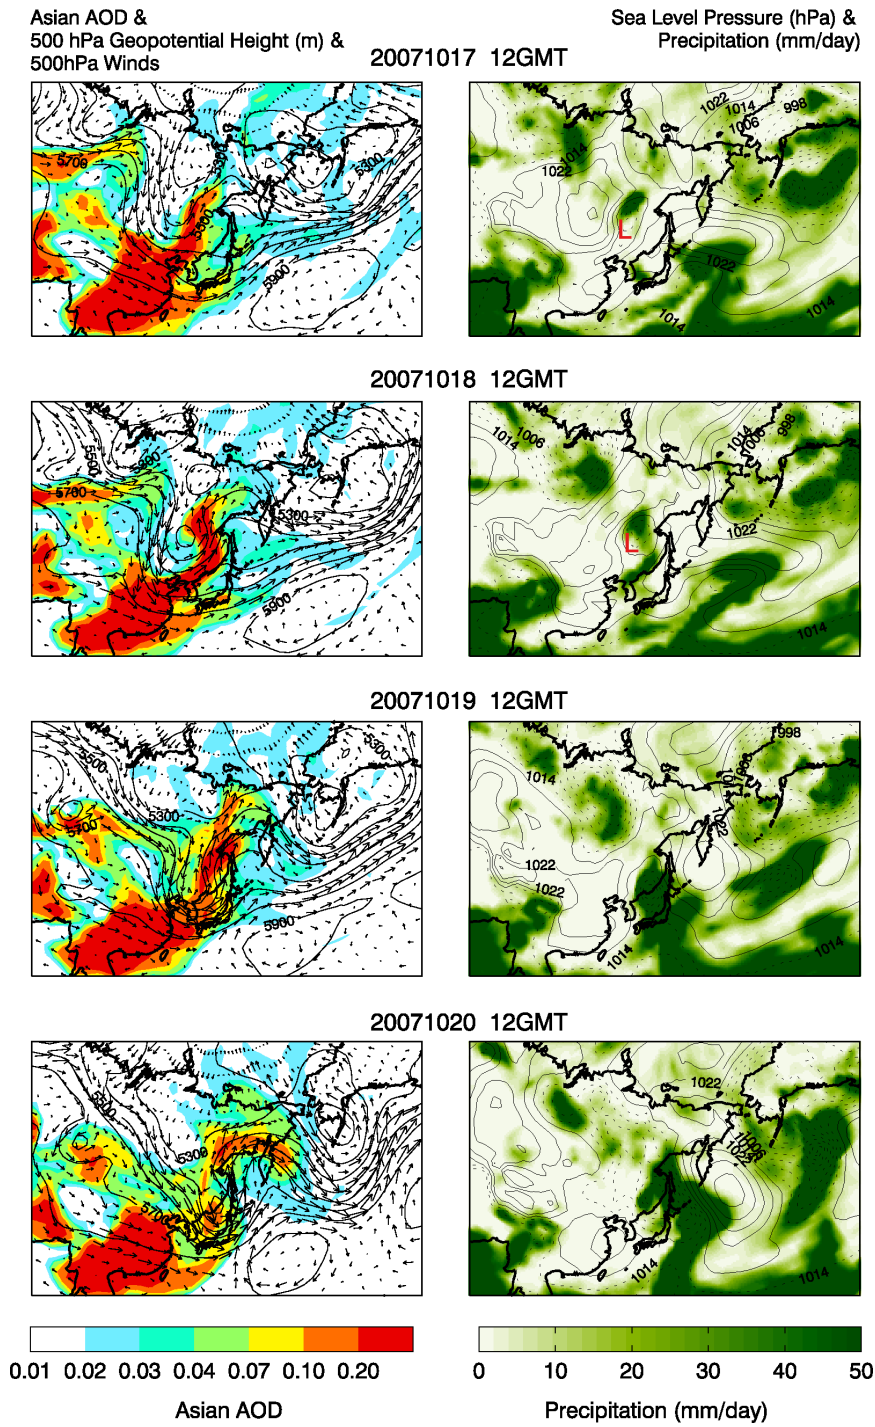 Asian AOD &
500 hPa Geopotential Height (m) &
500hPa Winds
Sea Level Pressure (hPa) &
Precipitation (mm/day)
20071017 12GMT
5700
5500
5300
5900
1022
1014
1006
998
1014
1022
L
1022
1014
1014
20071018 12GMT
5500
5700
5300
5900
1014
1006
1014
1006
998
L
1022
1014
20071019 12GMT
5500
5300
5700
5300
5900
998
1014
1022
1022
1022
1014
1014
20071020 12GMT
5500
5300
5700
1022
1014
1014
0.01 0.02 0.03 0.04 0.07 0.10 0.20
Asian AOD
0 10 20 30 40 50
Precipitation (mm/day)